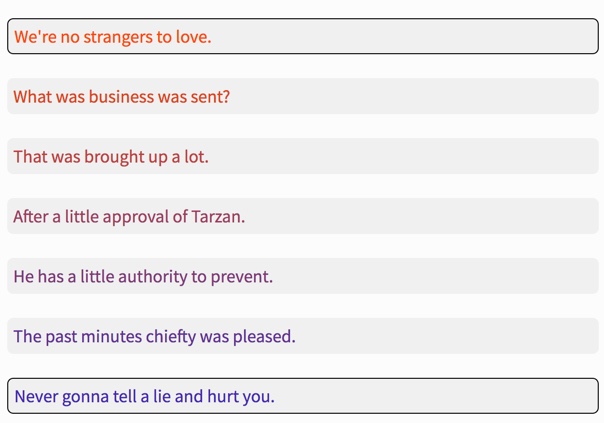 We're no strangers to love.
What was business was sent?
That was brought up a lot.
After a little approval of Tarzan.
He has a little authority to prevent.
The past minutes chiefty was pleased.
Never gonna tell a lie and hurt you.